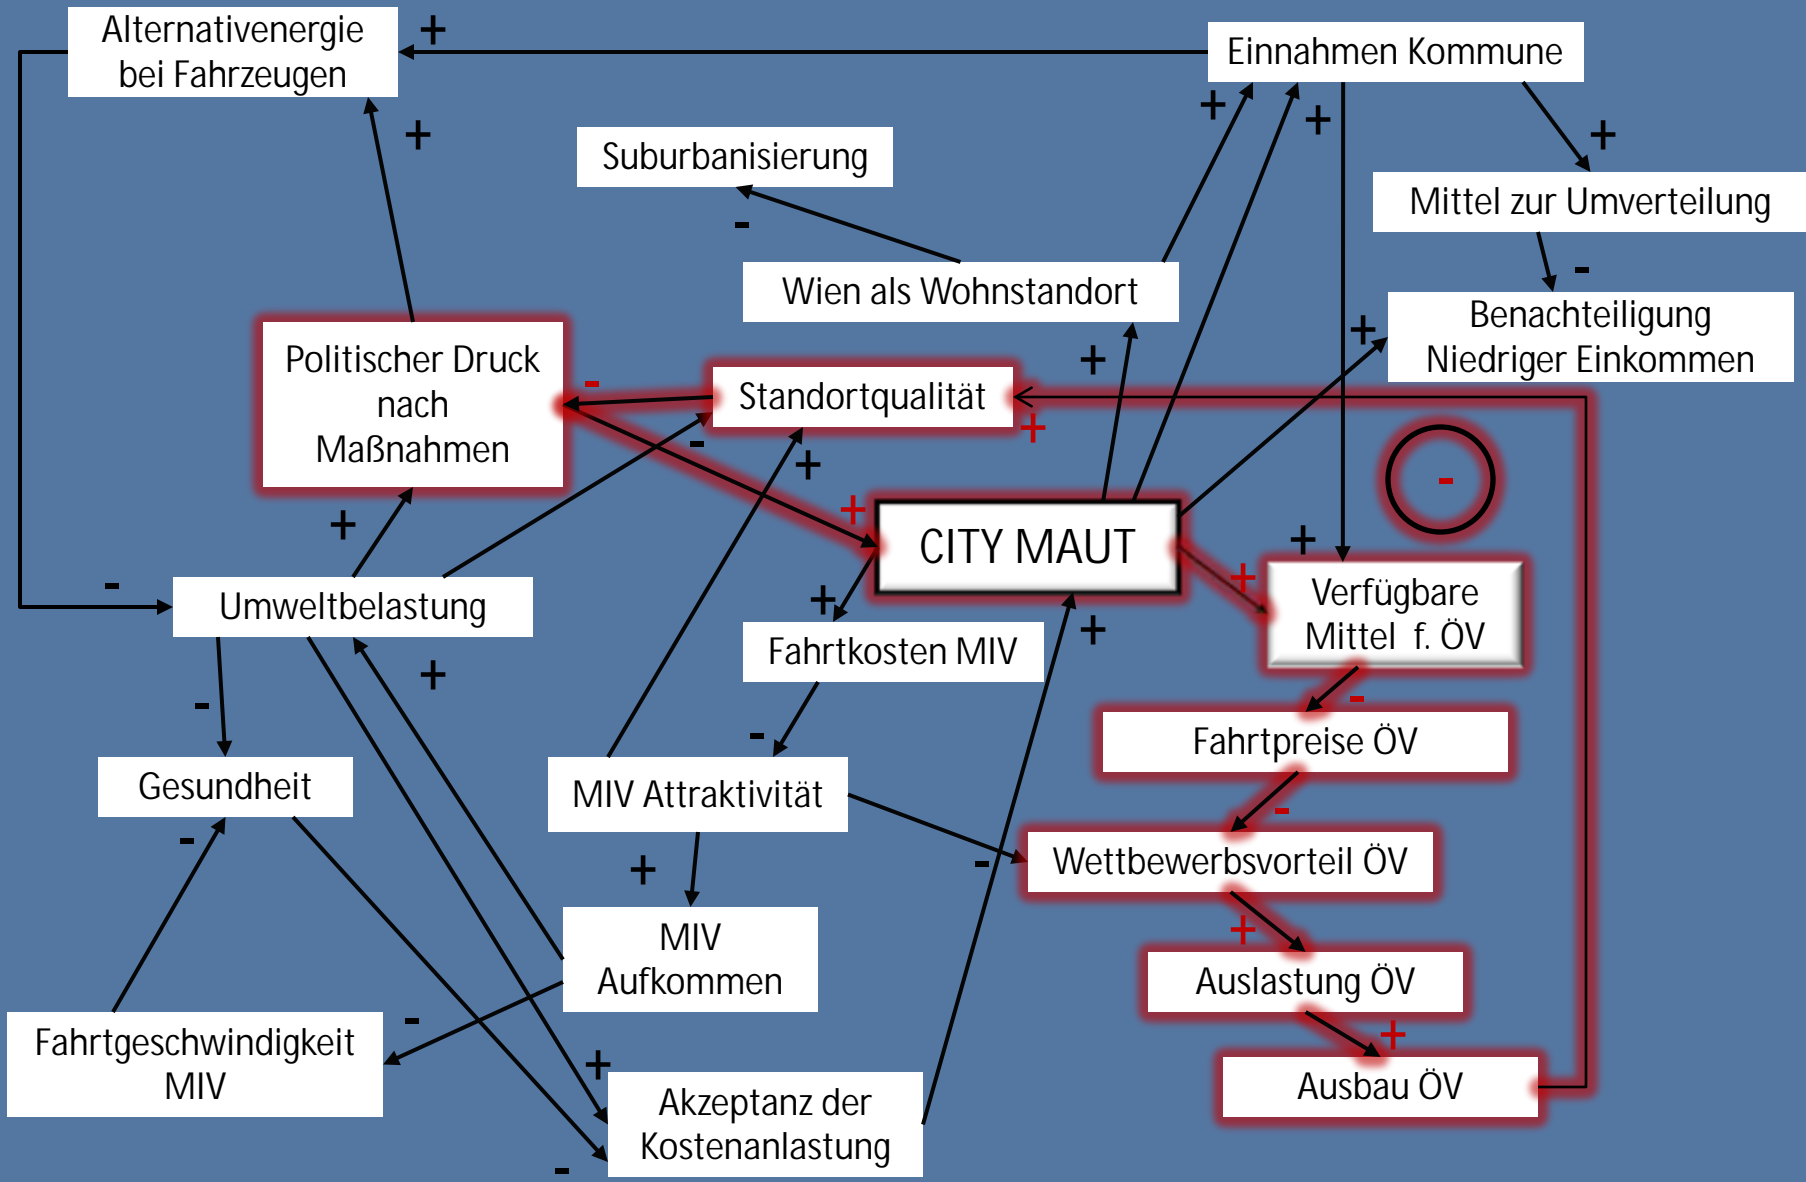 Alternativenergie
bei Fahrzeugen
+
Einnahmen Kommune
+
+
+
+
Suburbanisierung
-
Mittel zur Umverteilung
-
Wien als Wohnstandort
Benachteiligung
Niedriger Einkommen
+
+
Politischer Druck
nach
Maßnahmen
-
Standortqualität
+
-
+
+
+
CITY MAUT
-
+
+
Verfügbare
Mittel f. ÖV
-
Umweltbelastung
+
+
Fahrtkosten MIV
+
-
-
Fahrtpreise ÖV
-
-
Gesundheit
MIV Attraktivität
-
Wettbewerbsvorteil ÖV
-
+
+
MIV
Aufkommen
Auslastung ÖV
+
Fahrtgeschwindigkeit
MIV
-
+
Akzeptanz der
Kostenanlastung
-
Ausbau ÖV